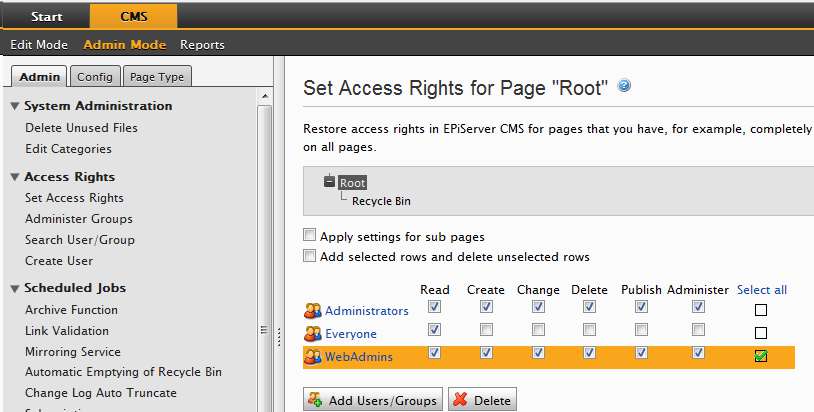 Start CMS
Edit Mode Admin Mode Reports
Admin Config Page Type
System Administration
Delete Unused Files
Edit Categories
Access Rights
Set Access Rights
Administer Groups
Search User/Group
Create User
Scheduled Jobs
Archive Function
Link Validation
Mirroring Service
Automatic Emptying of Recycle Bin
Change Log Auto Truncate
Set Access Rights for Page "Root" ?
Restore access rights in EPiServer CMS for pages that you have, for example, completely
on all pages.
Root
Recycle Bin
Apply settings for sub pages
Add selected rows and delete unselected rows
Read Create Change Delete Publish Administer Select all
Administrators
Everyone
WebAdmins
Add Users/Groups Delete